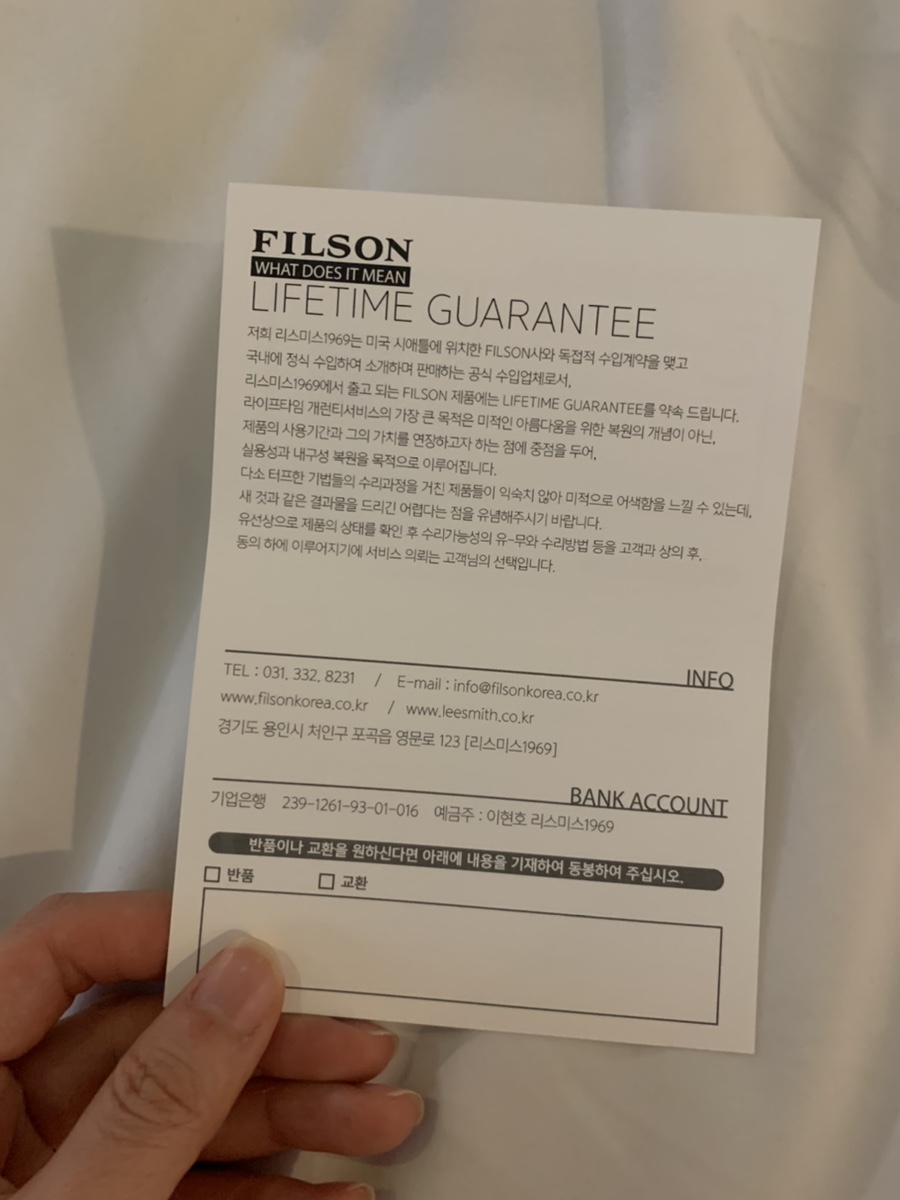 FILSON
WHAT DOES IT MEAN
LIFETIME GUARANTEE
저희 리스미스1969는 미국 시애틀에 위치한 FILSON사와 독접적 수입계약을 맺고
국내에 정식 수입하여 소개하며 판매하는 공식 수입업체로서,
리스미스1969에서 출고 되는 FILSON 제품에는 LIFETIME GUARANTEE를 약속 드립니다.
라이프타임 개런티서비스의 가장 큰 목적은 미적인 아름다움을 위한 복원의 개념이 아닌,
제품의 사용기간과 그의 가치를 연장하고자 하는 점에 중점을 두어,
실용성과 내구성 복원을 목적으로 이루어집니다.
다소 터프한 기법들의 수리과정을 거친 제품들이 익숙치 않아 미적으로 어색함을 느낄 수 있는데,
새 것과 같은 결과물을 드리긴 어렵다는 점을 유념해주시기 바랍니다.
유선상으로 제품의 상태를 확인 후 수리가능성의 유-무와 수리방법 등을 고객과 상의 후,
동의 하에 이루어지기에 서비스 의뢰는 고객님의 선택입니다.
INFO
TEL : 031. 332. 8231 / E-mail : info@filsonkorea.co.kr
www.filsonkorea.co.kr / www.leesmith.co.kr
경기도 용인시 처인구 포곡읍 영문로 123 [리스미스1969]
BANK ACCOUNT
기업은행 239-1261-93-01-016 예금주 : 이현호 리스미스1969
반품이나 교환을 원하신다면 아래에 내용을 기재하여 동봉하여 주십시오.
반품 교환